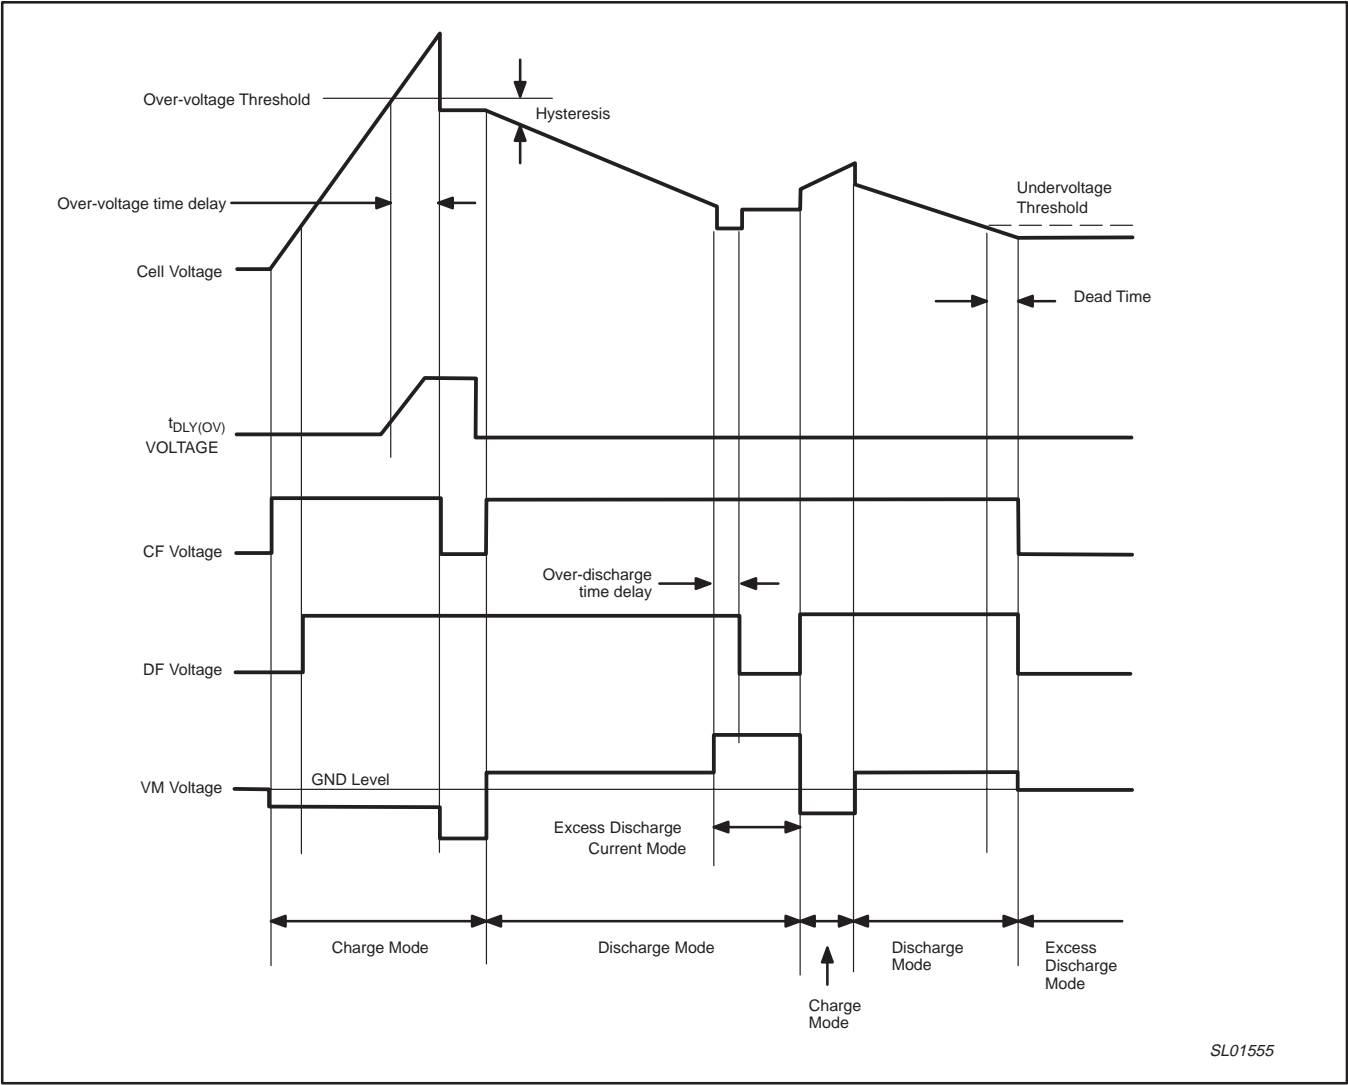 Over-voltage Threshold
Hysteresis
Undervoltage
Threshold
Over-voltage time delay
Cell Voltage
Dead Time
tDLY(OV)
VOLTAGE
CF Voltage
Over-discharge
time delay
DF Voltage
GND Level
VM Voltage
Excess Discharge
Current Mode
Charge Mode
Discharge Mode
Discharge
Mode
Excess
Discharge
Mode
Charge
Mode
SL01555